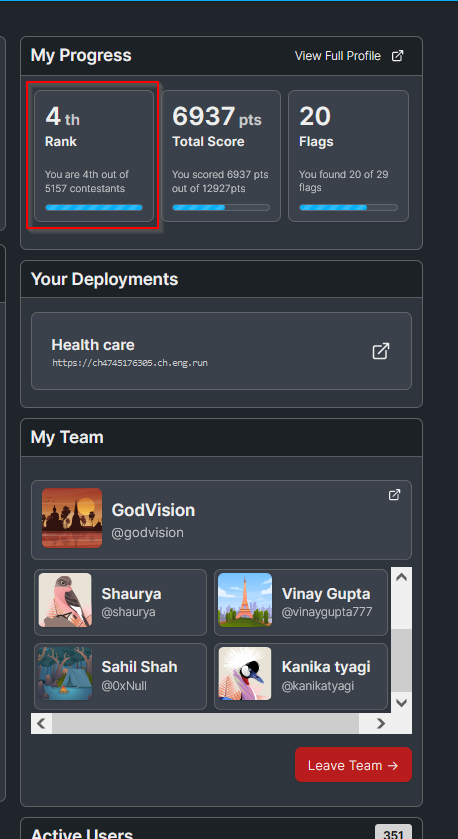 My Progress
View Full Profile
4 th
Rank
You are 4th out of
5157 contestants
6937 pts
Total Score
You scored 6937 pts
out of 12927pts
20
Flags
You found 20 of 29
flags
Your Deployments
Health care
https://ch4745176305.ch.eng.run
My Team
GodVision
@godvision
Shaurya
@shaurya
Vinay Gupta
@vinaygupta777
Sahil Shah
@0xNull
Kanika tyagi
@kanikatyagi
Leave Team →
Active Users
351